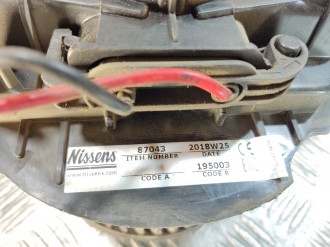 Nissens 87043 2018W25
ITEM NUMBER DATE
195003
www.nissens.com CODE A CODE B